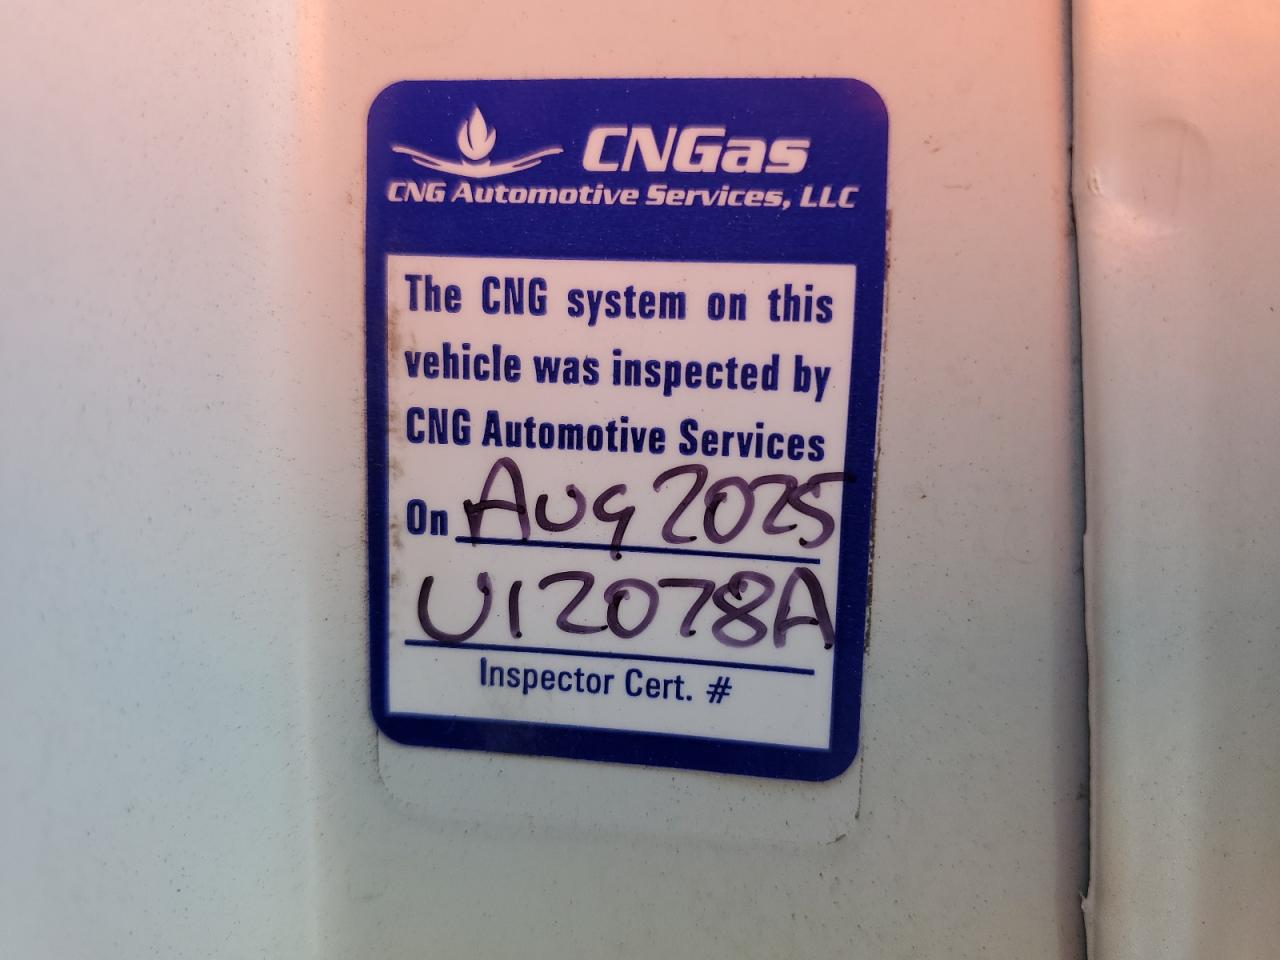 CNGas
CNG Automotive Services, LLC
The CNG system on this
vehicle was inspected by
CNG Automotive Services
On Aug 2025
U12078A
Inspector Cert. #